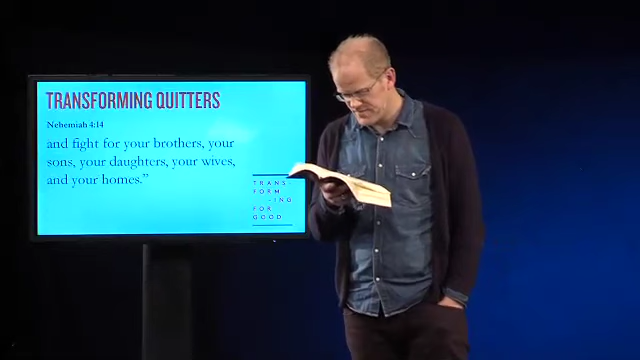 TRANSFORMING QUITTERS
Nehemiah 4:14
and fight for your brothers, your
sons, your daughters, your wives,
and your homes.”
TRANS-
FORM
-ING
FOR
GOOD